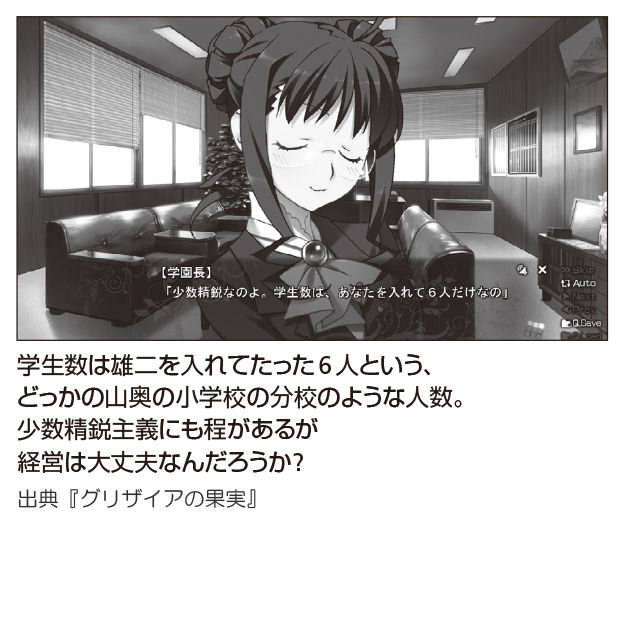 【学園長】
「少数精鋭なのよ。学生数は、あなたを入れて６人だけなの」
Skip
Auto
Next
Prev
Q.Save
Q.Load
学生数は雄二を入れてたった６人という、
どっかの山奥の小学校の分校のような人数。
少数精鋭主義にも程があるが
経営は大丈夫なんだろうか?
出典『グリザイアの果実』